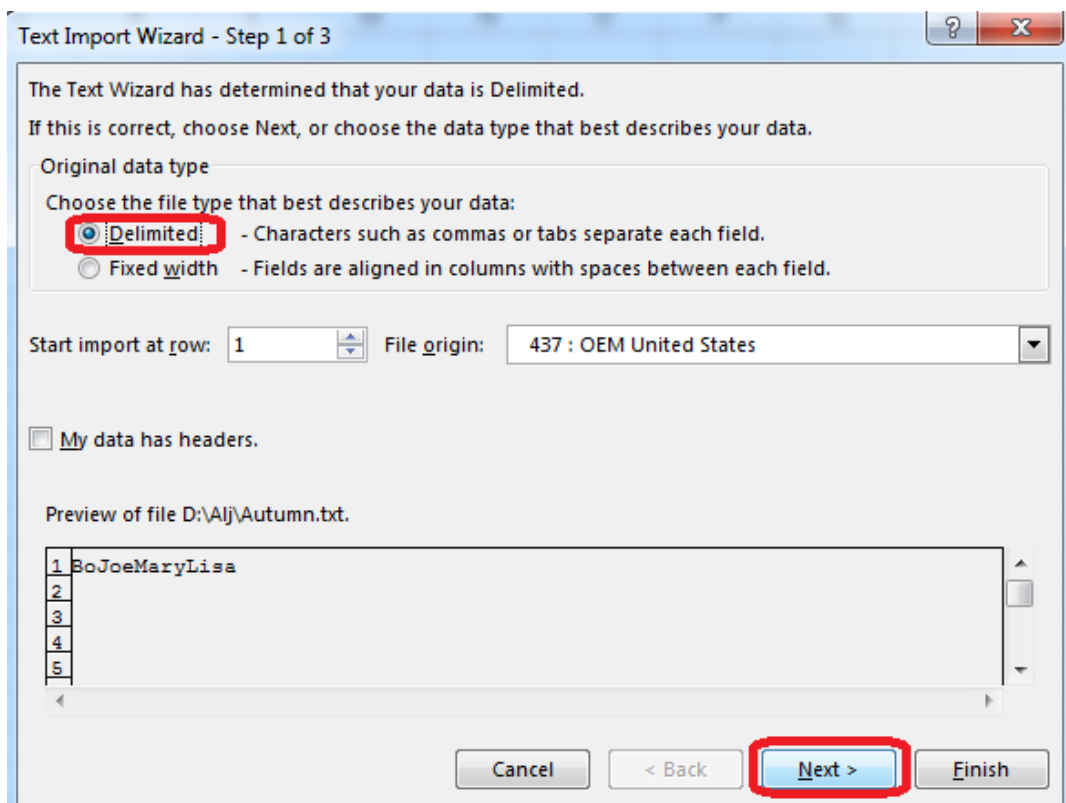 Text Import Wizard - Step 1 of 3
The Text Wizard has determined that your data is Delimited.
If this is correct, choose Next, or choose the data type that best describes your data.
Original data type
Choose the file type that best describes your data:
Delimited - Characters such as commas or tabs separate each field.
Fixed width - Fields are aligned in columns with spaces between each field.
Start import at row: 1 File origin: 437 : OEM United States
My data has headers.
Preview of file D:\Alj\Autumn.txt.
1 BoJoeMaryLisa
2
3
4
5
Cancel < Back Next > Finish